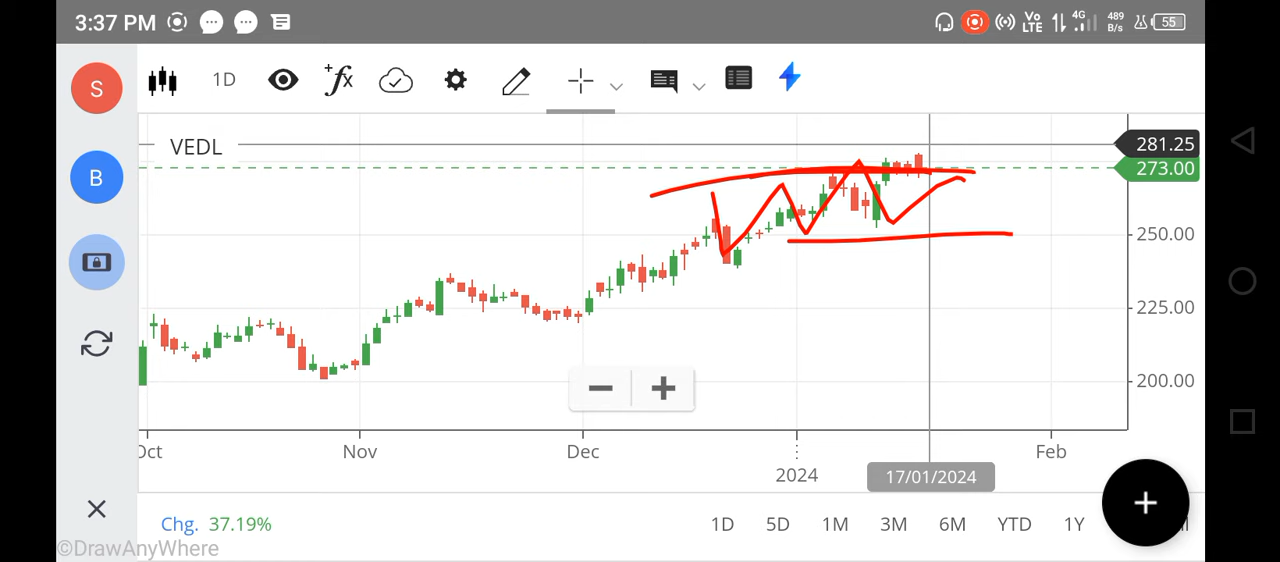 3:37 PM
Vo
LTE
4G
489
B/s
55
S
1D
+fx
VEDL
281.25
273.00
B
250.00
225.00
200.00
Oct
Nov
Dec
2024
Feb
17/01/2024
Chg. 37.19%
1D 5D 1M 3M 6M YTD 1Y
©DrawAnyWhere